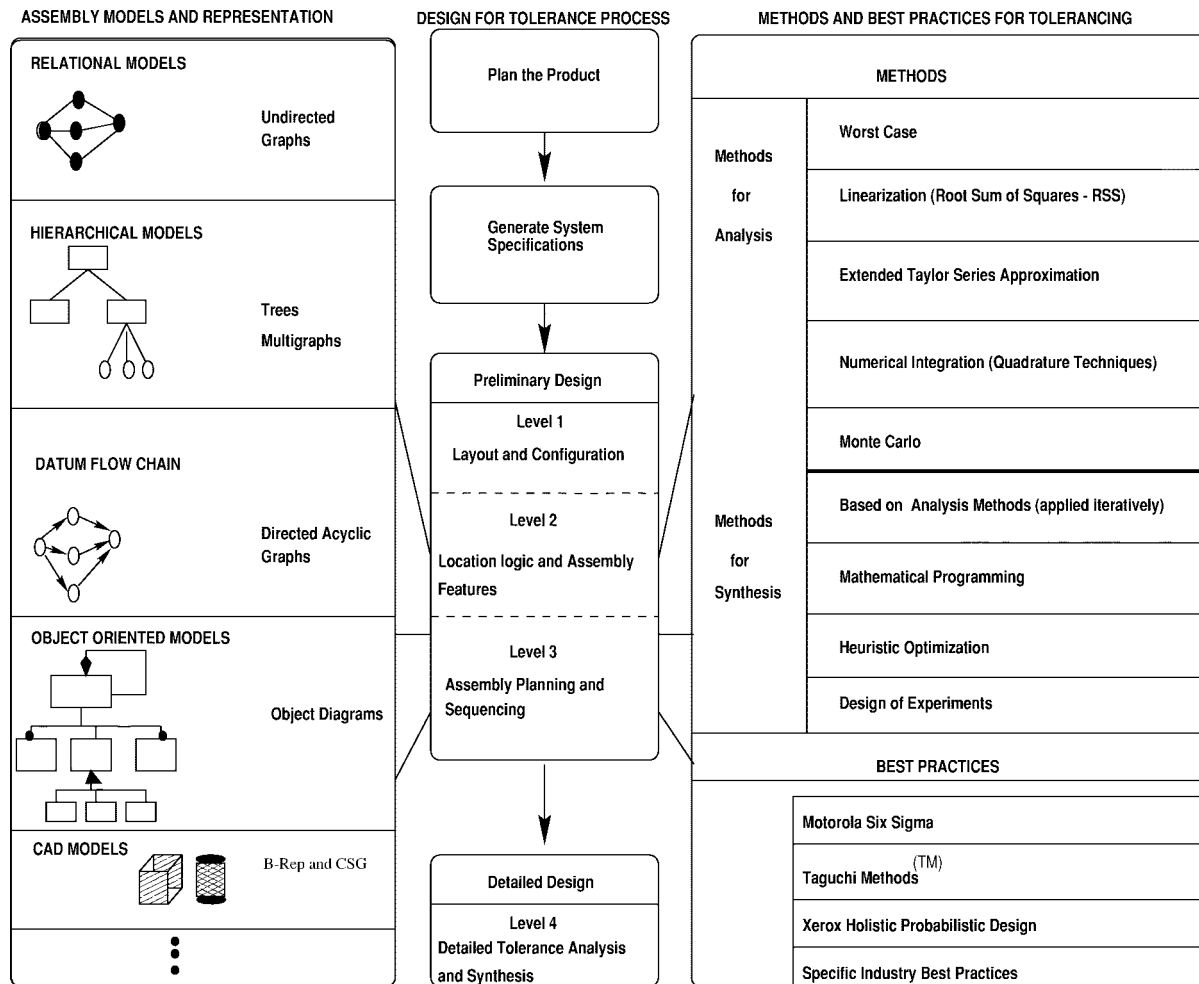 ASSEMBLY MODELS AND REPRESENTATION
RELATIONAL MODELS
Undirected
Graphs
HIERARCHICAL MODELS
Trees
Multigraphs
DATUM FLOW CHAIN
Directed Acyclic
Graphs
OBJECT ORIENTED MODELS
Object Diagrams
CAD MODELS
B-Rep and CSG
DESIGN FOR TOLERANCE PROCESS
Plan the Product
Generate System
Specifications
Preliminary Design
Level 1
Layout and Configuration
Level 2
Location logic and Assembly
Features
Level 3
Assembly Planning and
Sequencing
Detailed Design
Level 4
Detailed Tolerance Analysis
and Synthesis
METHODS AND BEST PRACTICES FOR TOLERANCING
METHODS
Methods
for
Analysis
Worst Case
Linearization (Root Sum of Squares - RSS)
Extended Taylor Series Approximation
Numerical Integration (Quadrature Techniques)
Monte Carlo
Methods
for
Synthesis
Based on Analysis Methods (applied iteratively)
Mathematical Programming
Heuristic Optimization
Design of Experiments
BEST PRACTICES
Motorola Six Sigma
Taguchi Methods (TM)
Xerox Holistic Probabilistic Design
Specific Industry Best Practices